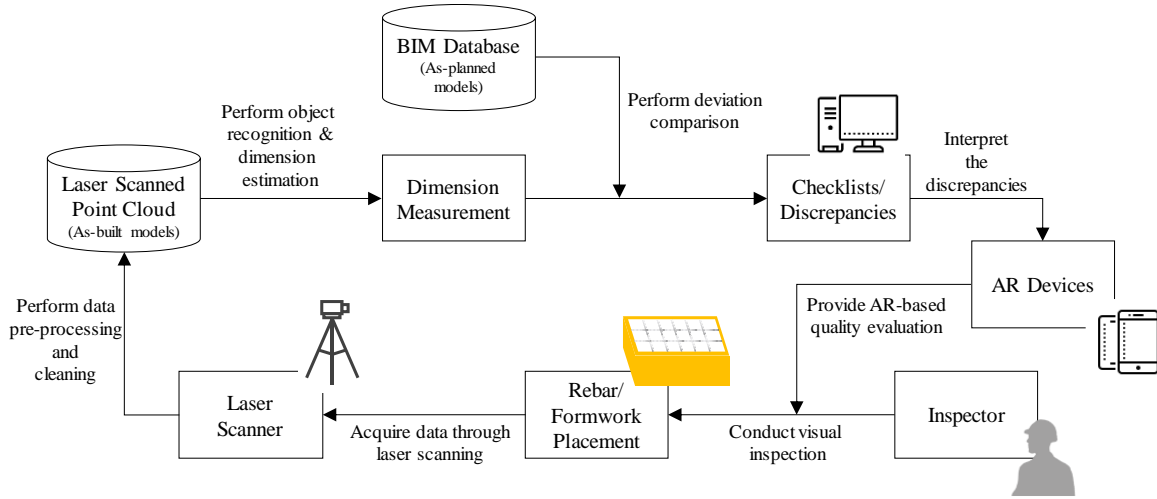 BIM Database
(As-planned
models)
Perform deviation
comparison
Perform object
recognition &
dimension
estimation
Laser Scanned
Point Cloud
(As-built models)
Dimension
Measurement
Checklists/
Discrepancies
Interpret
the
discrepancies
AR Devices
Provide AR-based
quality evaluation
Perform data
pre-processing
and
cleaning
Laser
Scanner
Acquire data through
laser scanning
Rebar/
Formwork
Placement
Conduct visual
inspection
Inspector